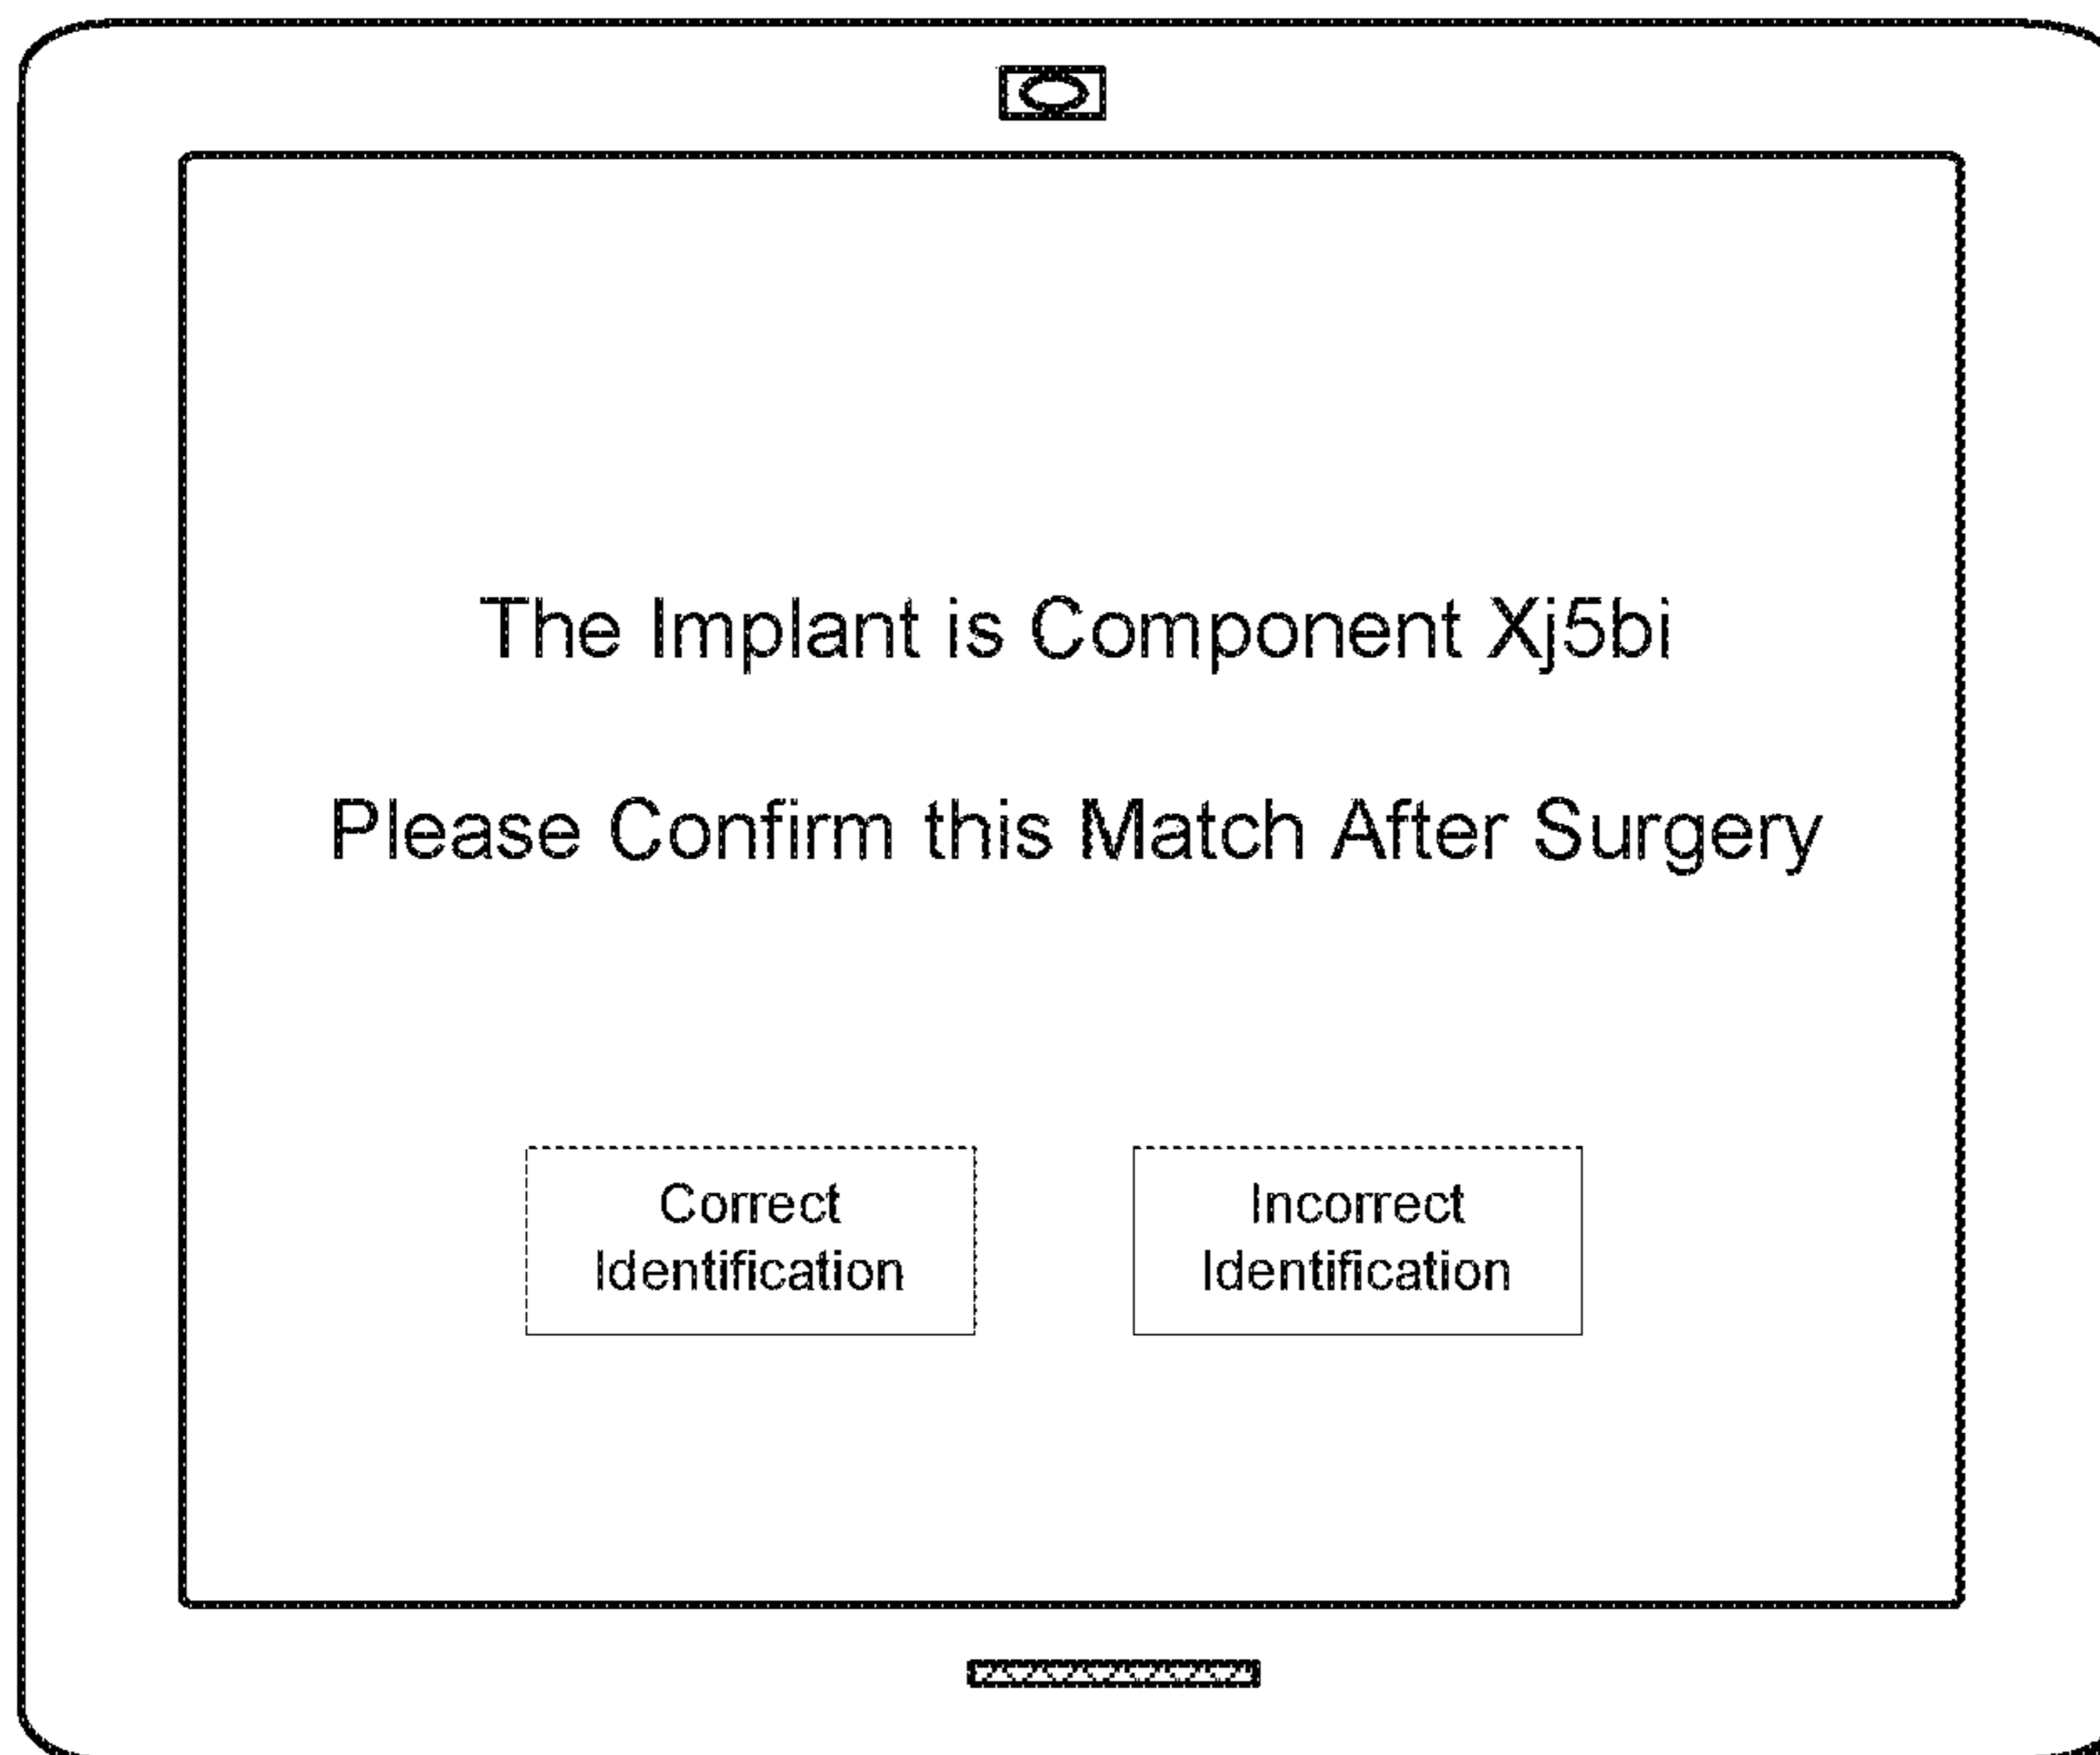 The Implant is Component Xj5bi
Please Confirm this Match After Surgery
Correct
Identification
Incorrect
Identification